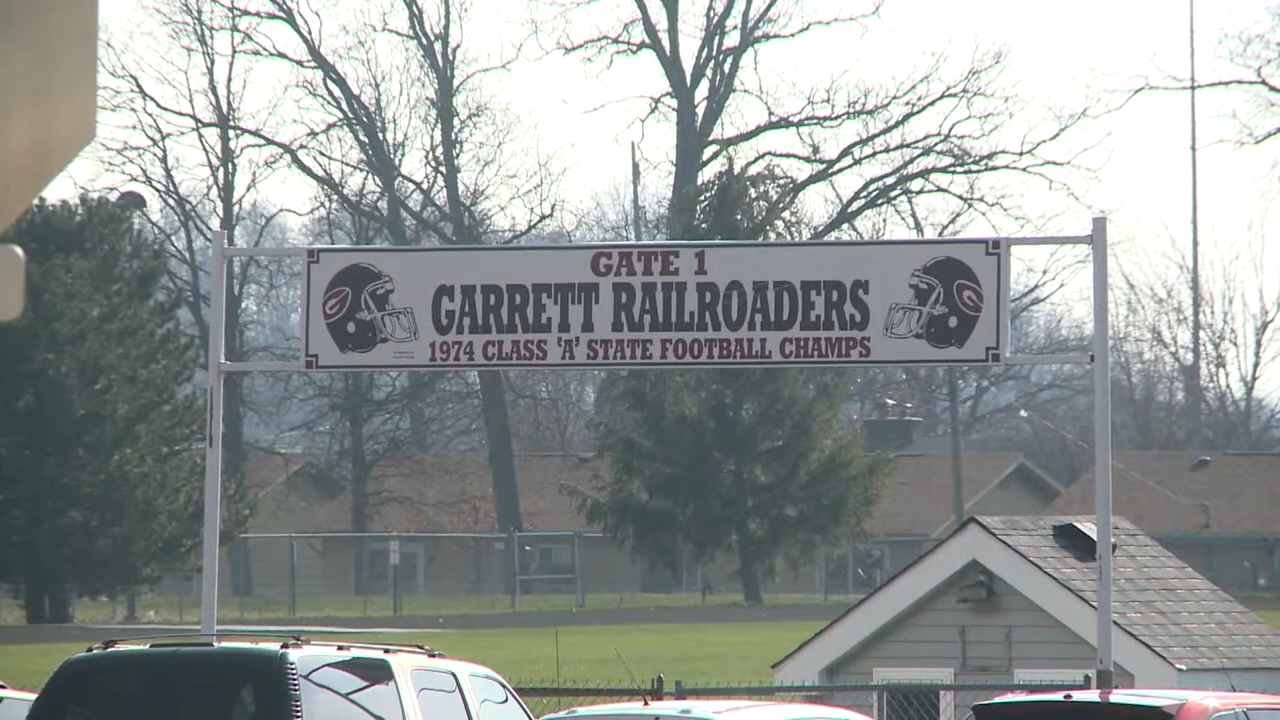 GATE 1
GARRETT RAILROADERS
1974 CLASS 'A' STATE FOOTBALL CHAMPS